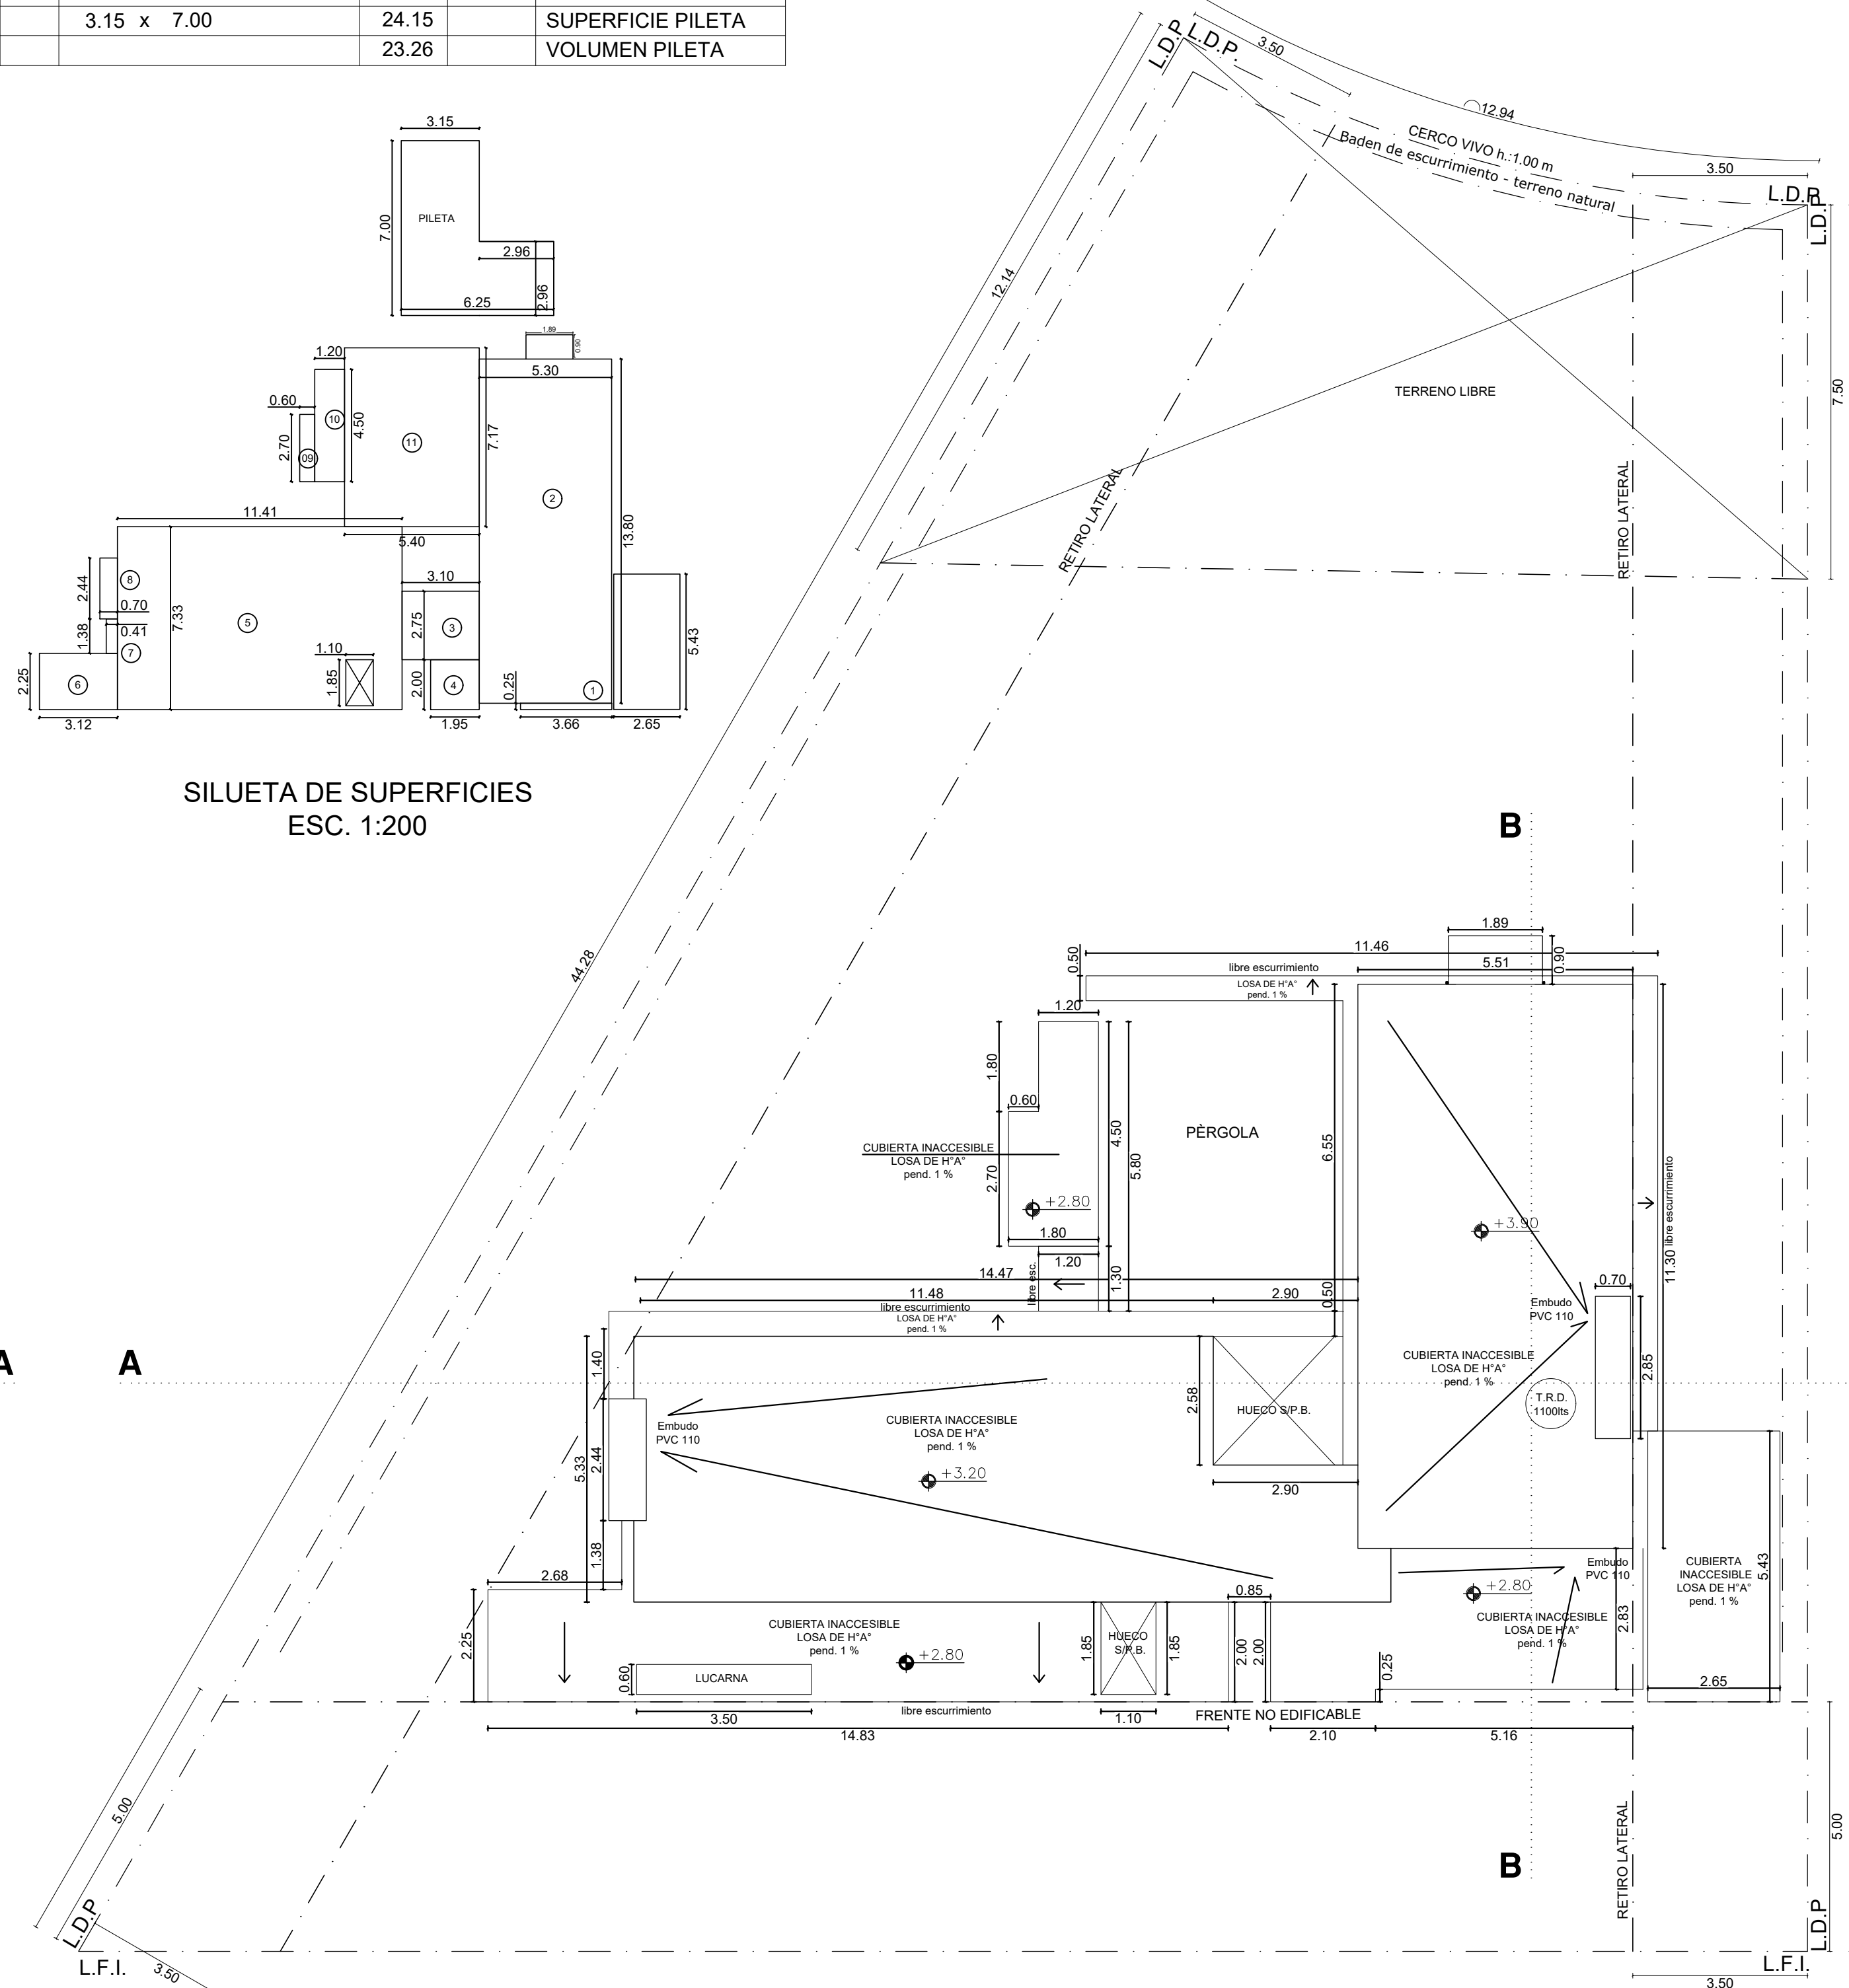 3.15 x 7.00 24.15 SUPERFICIE PILETA
23.26 VOLUMEN PILETA
3.15
7.00
PILETA
2.96
2.96
6.25
1.89
0.90
1.20
5.30
0.60
10
4.50
11
7.17
2.70
09
2
11.41
5.40
13.80
3.10
8
2.44
0.70
7.33
5
2.75
3
5.43
1.38
0.41
7
1.10
1.85
2.25
6
2.00
4
0.25
1
3.12
1.95
3.66
2.65
SILUETA DE SUPERFICIES
ESC. 1:200
L.D.P
L.D.P.
3.50
12.94
CERCO VIVO h.:1.00 m
Baden de escurrimiento - terreno natural
3.50
L.D.P
L.D.P
12.14
7.50
TERRENO LIBRE
RETIRO LATERAL
RETIRO LATERAL
44.28
B
1.89
11.46
0.50
0.90
5.51
libre escurrimiento
LOSA DE H°A°
pend. 1 %
1.20
1.80
0.60
4.50
5.80
6.55
PÈRGOLA
CUBIERTA INACCESIBLE
LOSA DE H°A°
pend. 1 %
2.70
+2.80
1.80
+3.90
11.30
libre escurrimiento
1.20
1.30
libre esc.
14.47
11.48
2.90
0.50
0.70
libre escurrimiento
LOSA DE H°A°
pend. 1 %
Embudo
PVC 110
A
A
1.40
2.58
2.85
CUBIERTA INACCESIBLE
LOSA DE H°A°
pend. 1 %
HUECO S/P.B.
T.R.D.
1100lts
Embudo
PVC 110
CUBIERTA INACCESIBLE
LOSA DE H°A°
pend. 1 %
5.33
2.44
+3.20
2.90
1.38
2.68
0.85
Embudo
PVC 110
+2.80
CUBIERTA INACCESIBLE
LOSA DE H°A°
pend. 1 %
2.83
CUBIERTA
INACCESIBLE
LOSA DE H°A°
pend. 1 %
5.43
2.25
CUBIERTA INACCESIBLE
LOSA DE H°A°
pend. 1 %
+2.80
1.85
HUECO
S/P.B.
1.85
2.00
2.00
0.25
0.60
LUCARNA
2.65
3.50
libre escurrimiento
1.10
FRENTE NO EDIFICABLE
14.83
2.10
5.16
5.00
5.00
RETIRO LATERAL
B
L.D.P
L.D.P
L.F.I.
3.50
L.F.I.
3.50